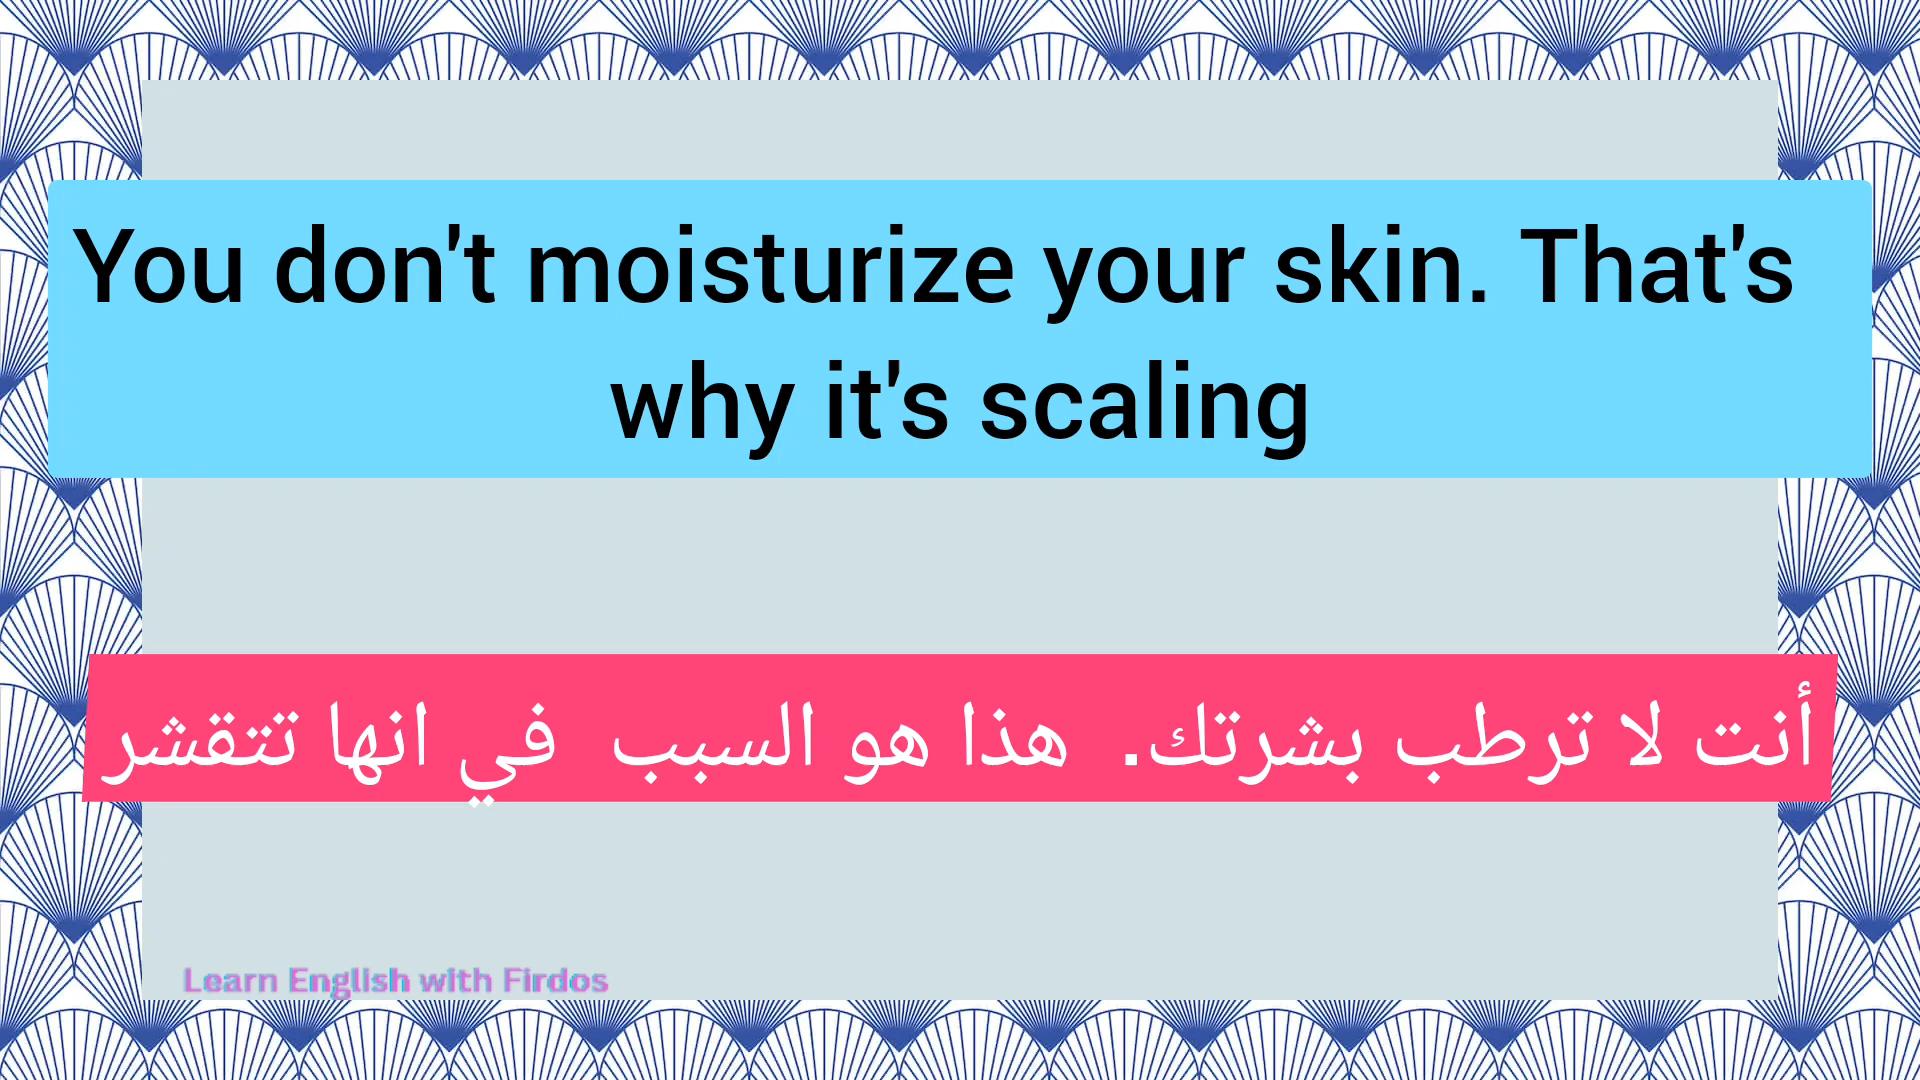 You don't moisturize your skin. That's
why it's scaling
أنت لا ترطب بشرتك. هذا هو السبب في انها تتقشر
Learn English with Firdos